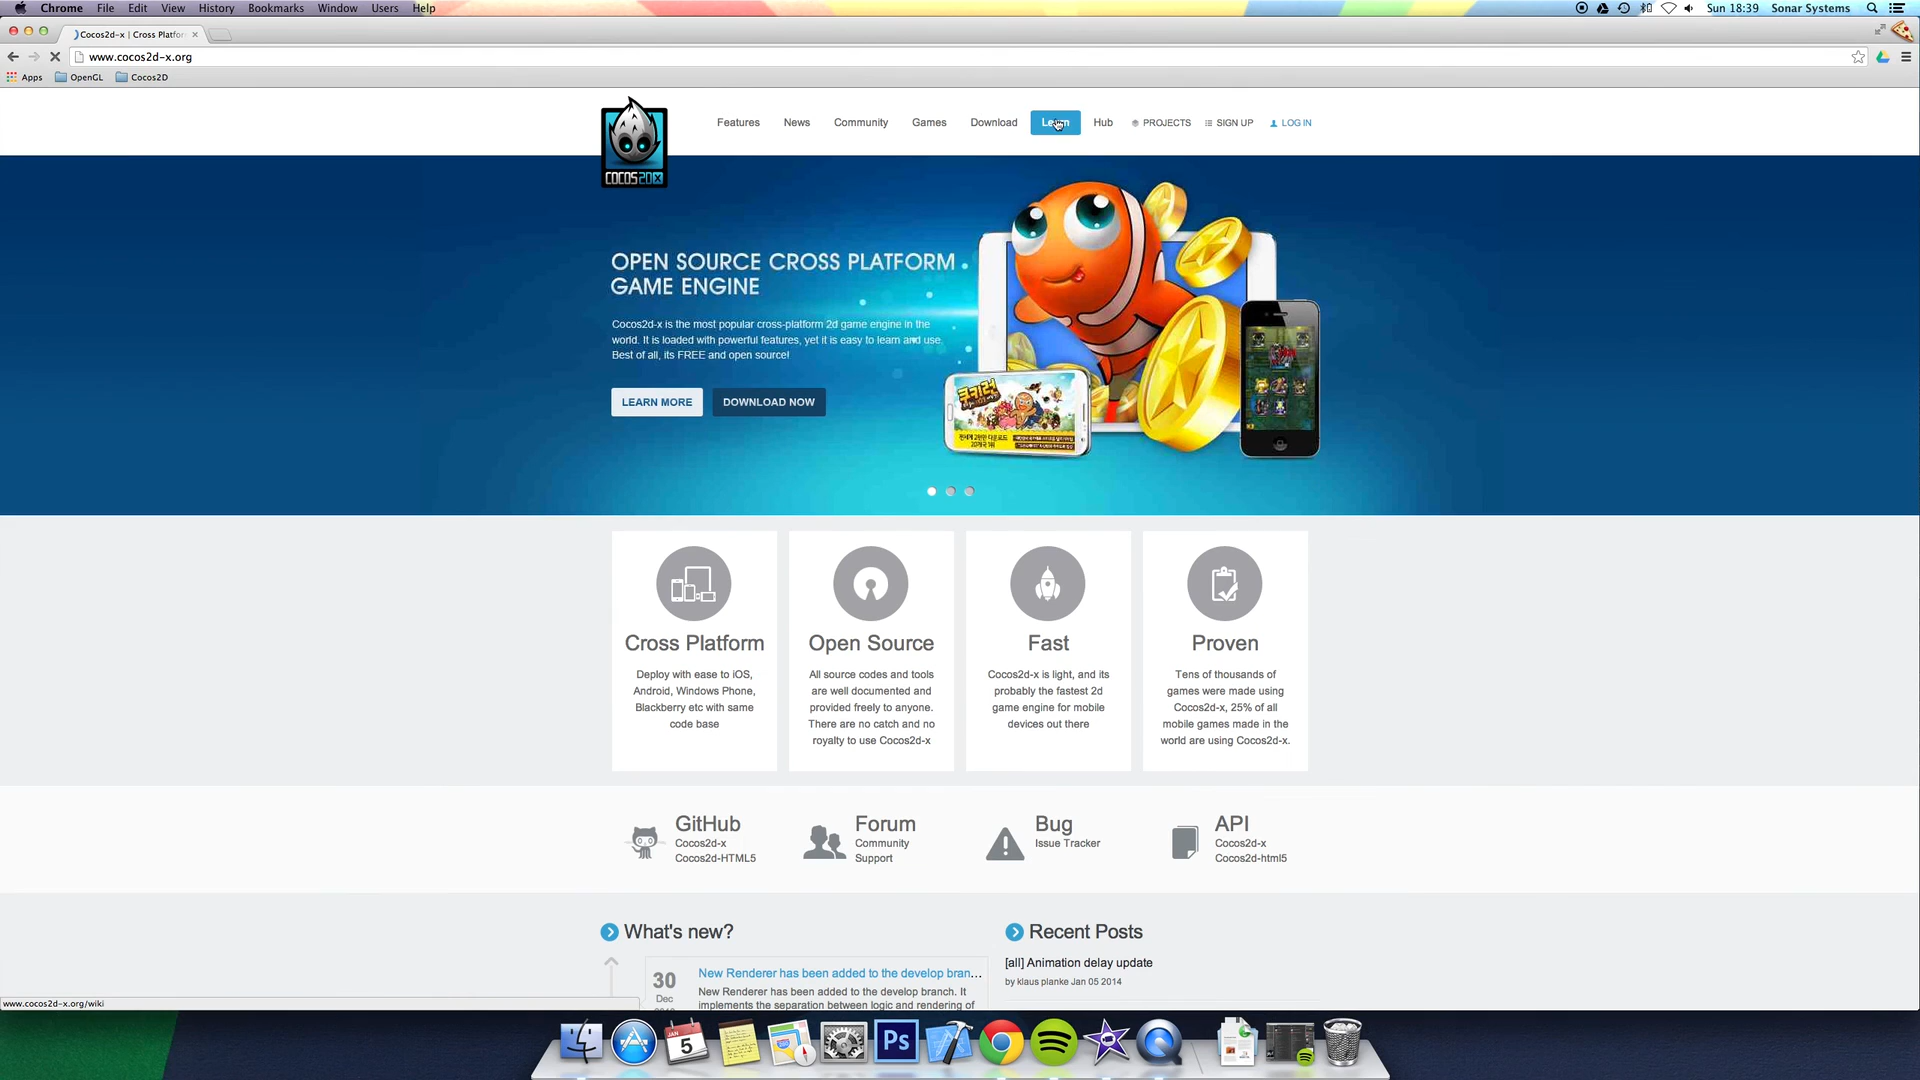 Chrome File Edit View History Bookmarks Window Users Help
Sun 18:39 Sonar Systems
Cocos2d-x | Cross Platfor
www.cocos2d-x.org
Apps OpenGL Cocos2D
COCOS2DX
Features News Community Games Download Learn Hub PROJECTS SIGN UP LOG IN
OPEN SOURCE CROSS PLATFORM
GAME ENGINE
Cocos2d-x is the most popular cross-platform 2d game engine in the
world. It is loaded with powerful features, yet it is easy to learn and use.
Best of all, its FREE and open source!
LEARN MORE DOWNLOAD NOW
쿠키런
Cross Platform
Deploy with ease to iOS,
Android, Windows Phone,
Blackberry etc with same
code base
Open Source
All source codes and tools
are well documented and
provided freely to anyone.
There are no catch and no
royalty to use Cocos2d-x
Fast
Cocos2d-x is light, and its
probably the fastest 2d
game engine for mobile
devices out there
Proven
Tens of thousands of
games were made using
Cocos2d-x, 25% of all
mobile games made in the
world are using Cocos2d-x.
GitHub
Cocos2d-x
Cocos2d-HTML5
Forum
Community
Support
Bug
Issue Tracker
API
Cocos2d-x
Cocos2d-html5
What's new?
30
Dec
New Renderer has been added to the develop bran...
New Renderer has been added to the develop branch. It
implements the separation between logic and rendering of
Recent Posts
[all] Animation delay update
by klaus planke Jan 05 2014
www.cocos2d-x.org/wiki
JAN
5
Ps